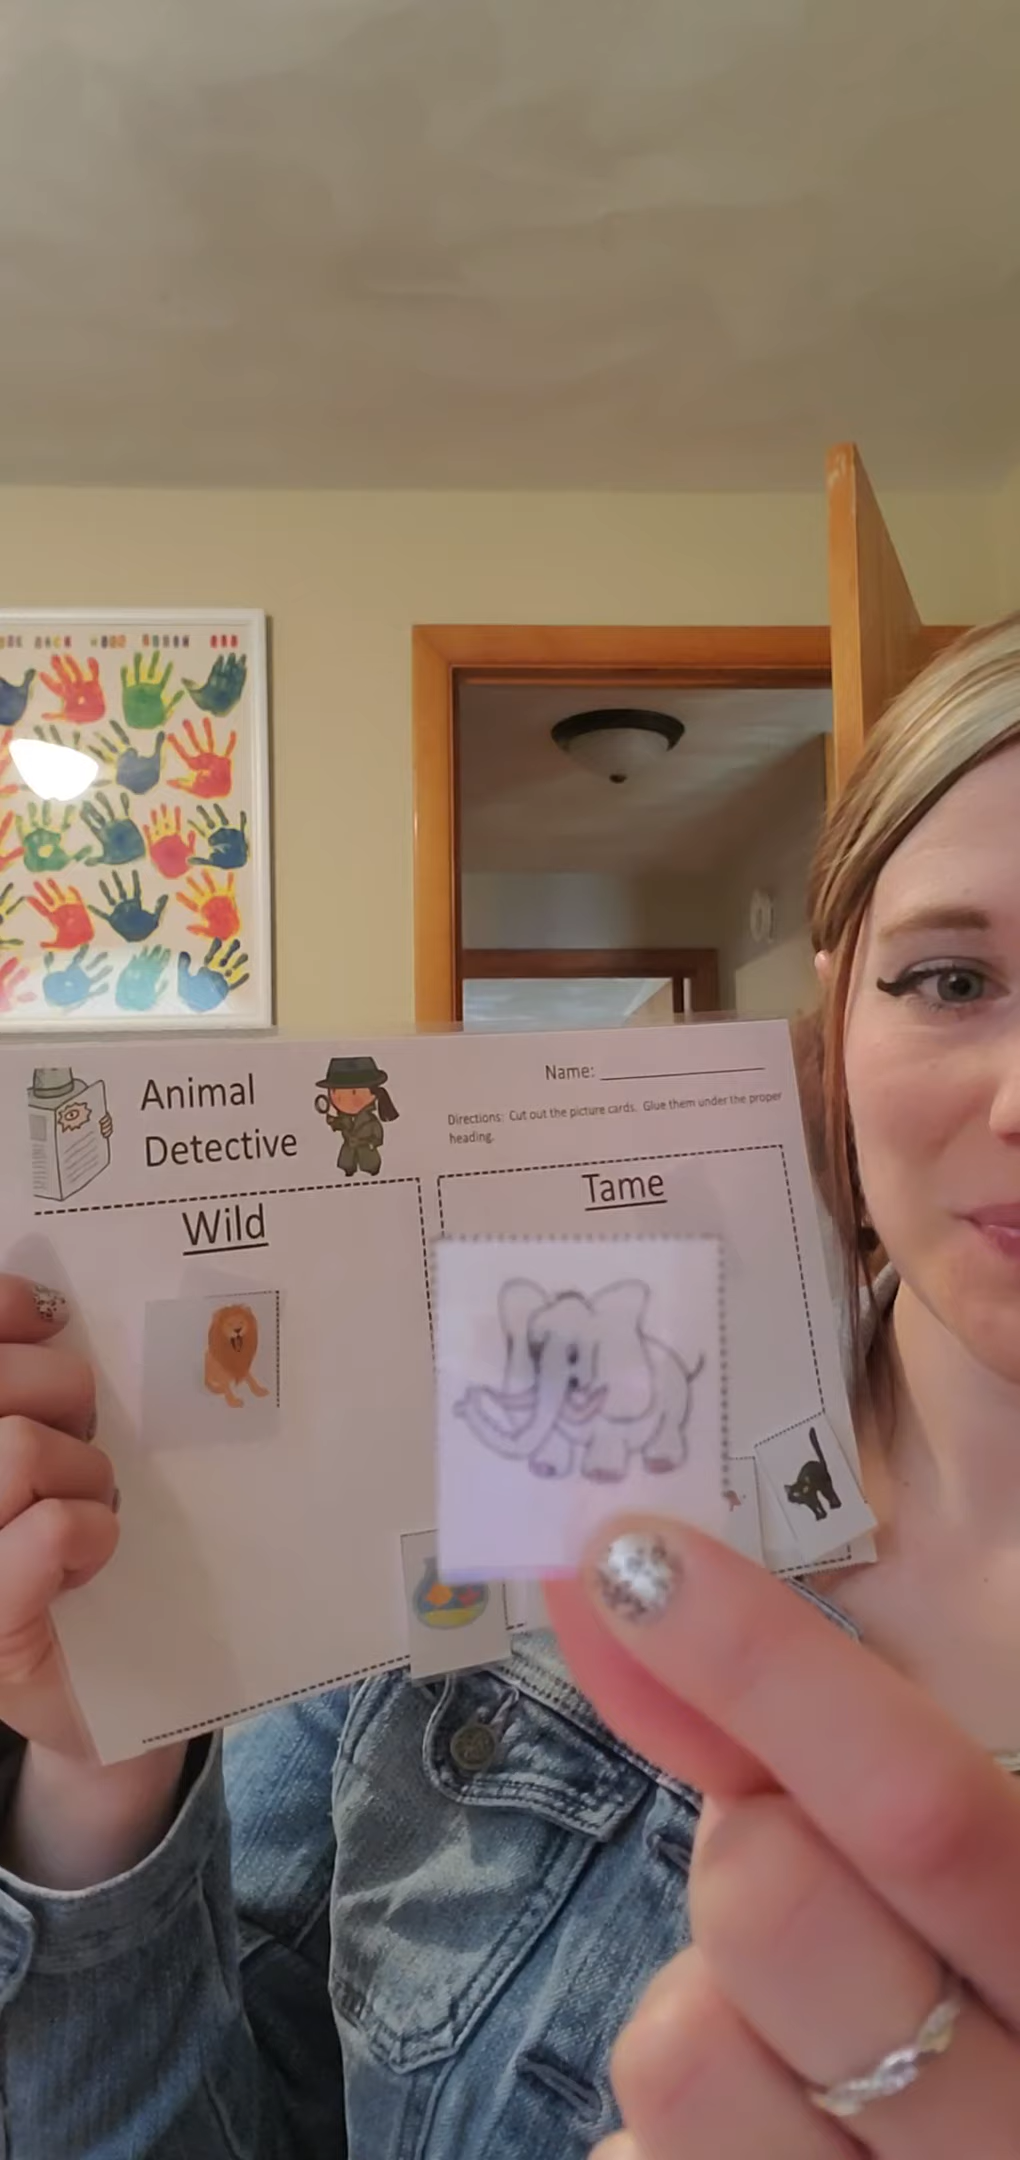 Animal
Detective
Name:
Directions: Cut out the picture cards. Glue them under the proper
heading.
Wild
Tame